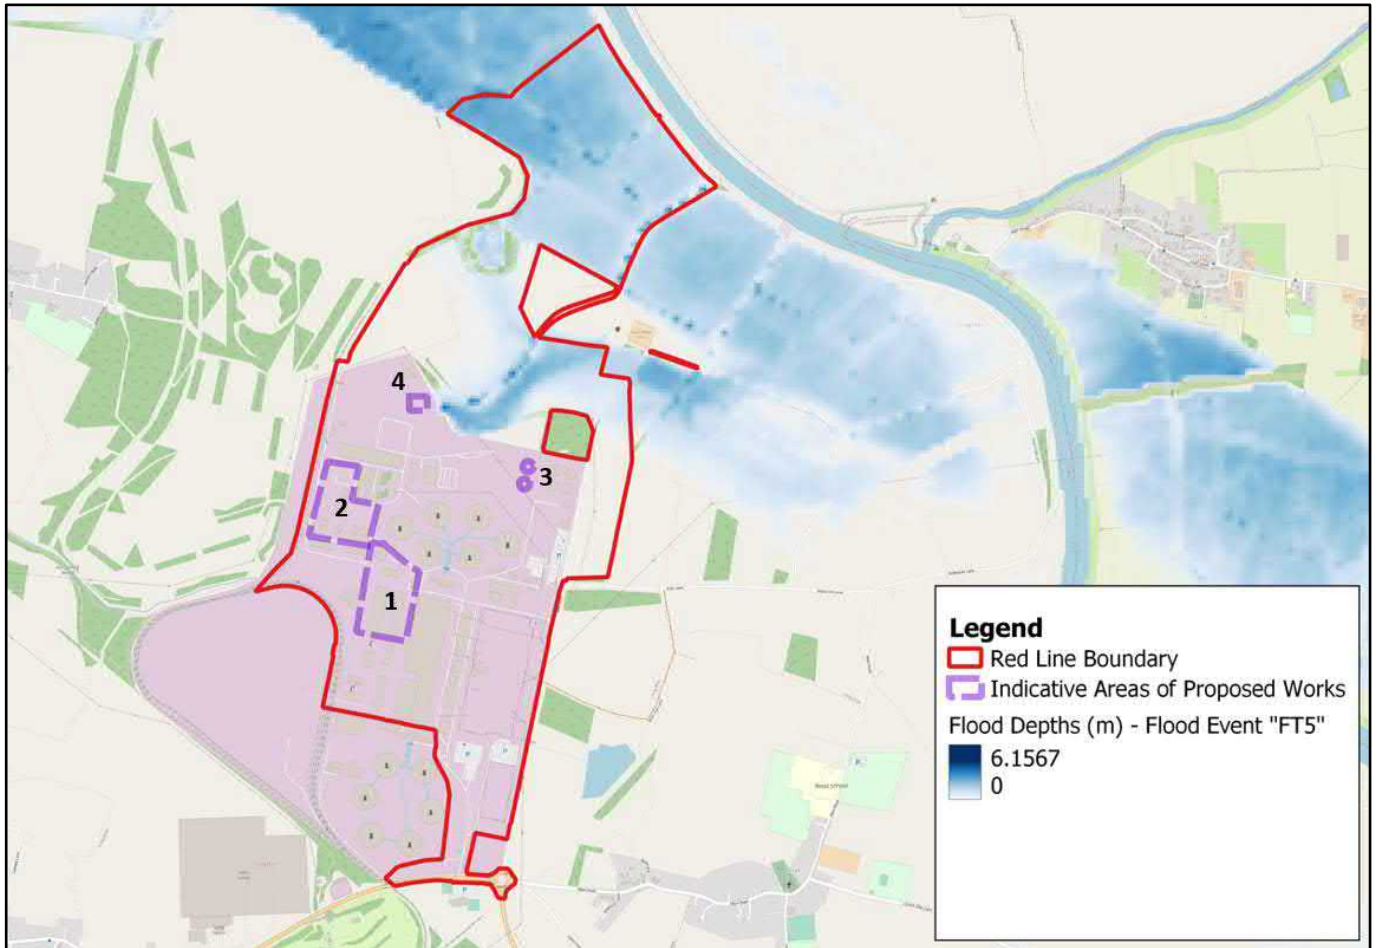 4
3
2
1
Legend
Red Line Boundary
Indicative Areas of Proposed Works
Flood Depths (m) - Flood Event "FT5"
6.1567
0